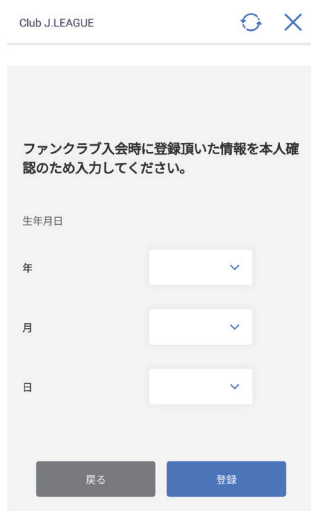 Club J.LEAGUE
ファンクラブ入会時に登録頂いた情報を本人確
認のため入力してください。
生年月日
年
月
日
戻る
登録